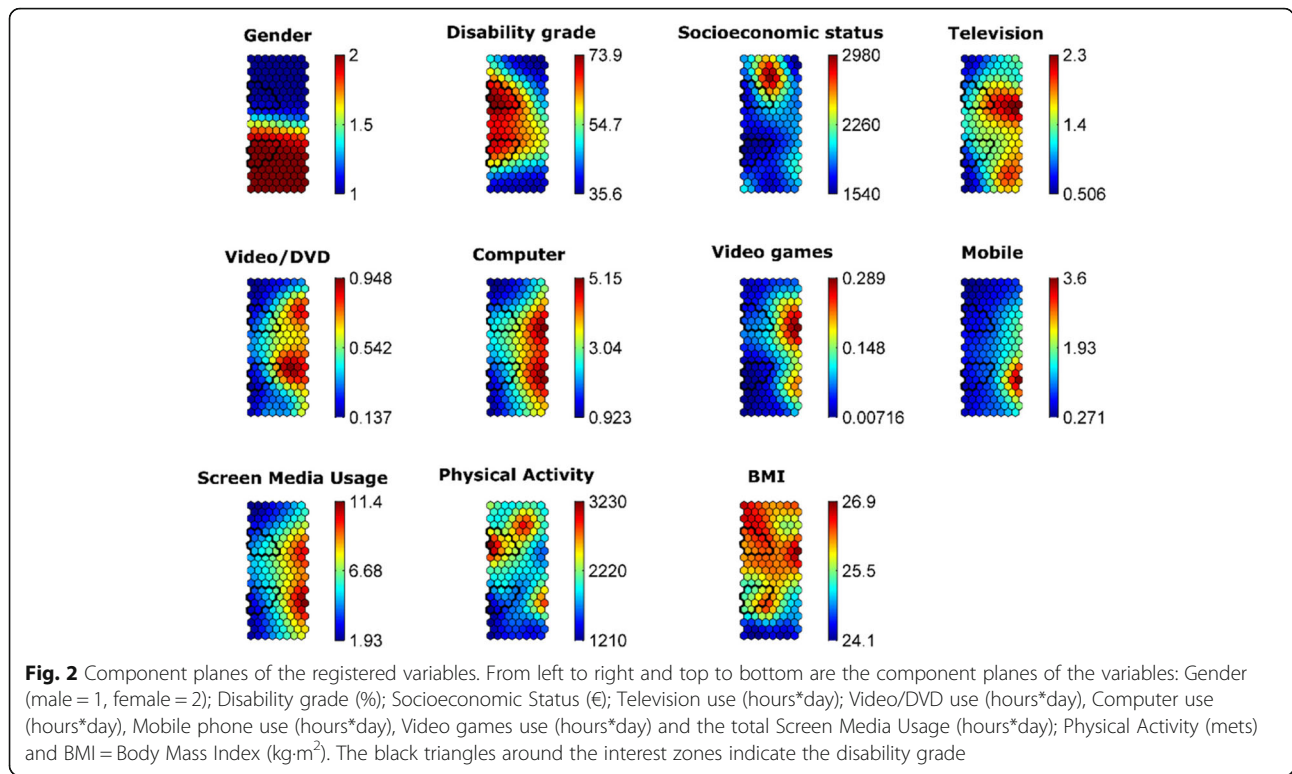 Gender
2
1.5
1
Disability grade
73.9
54.7
35.6
Socioeconomic status
2980
2260
1540
Television
2.3
1.4
0.506
Video/DVD
0.948
0.542
0.137
Computer
5.15
3.04
0.923
Video games
0.289
0.148
0.00716
Mobile
3.6
1.93
0.271
Screen Media Usage
11.4
6.68
1.93
Physical Activity
3230
2220
1210
BMI
26.9
25.5
24.1
Fig. 2 Component planes of the registered variables. From left to right and top to bottom are the component planes of the variables: Gender
(male = 1, female = 2); Disability grade (%); Socioeconomic Status (€); Television use (hours*day); Video/DVD use (hours*day), Computer use
(hours*day), Mobile phone use (hours*day), Video games use (hours*day) and the total Screen Media Usage (hours*day); Physical Activity (mets)
and BMI = Body Mass Index (kg·m²). The black triangles around the interest zones indicate the disability grade